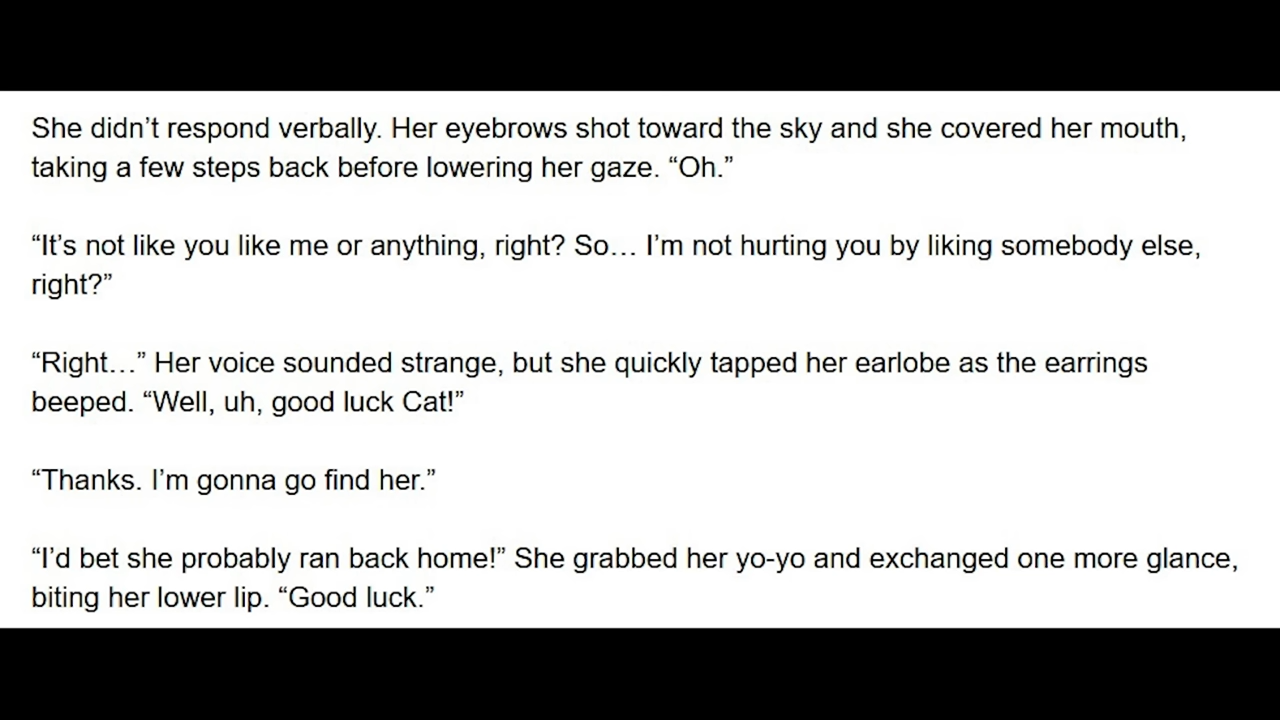 She didn’t respond verbally. Her eyebrows shot toward the sky and she covered her mouth,
taking a few steps back before lowering her gaze. “Oh.”
“It’s not like you like me or anything, right? So… I’m not hurting you by liking somebody else,
right?”
“Right…” Her voice sounded strange, but she quickly tapped her earlobe as the earrings
beeped. “Well, uh, good luck Cat!”
“Thanks. I’m gonna go find her.”
“I’d bet she probably ran back home!” She grabbed her yo-yo and exchanged one more glance,
biting her lower lip. “Good luck.”